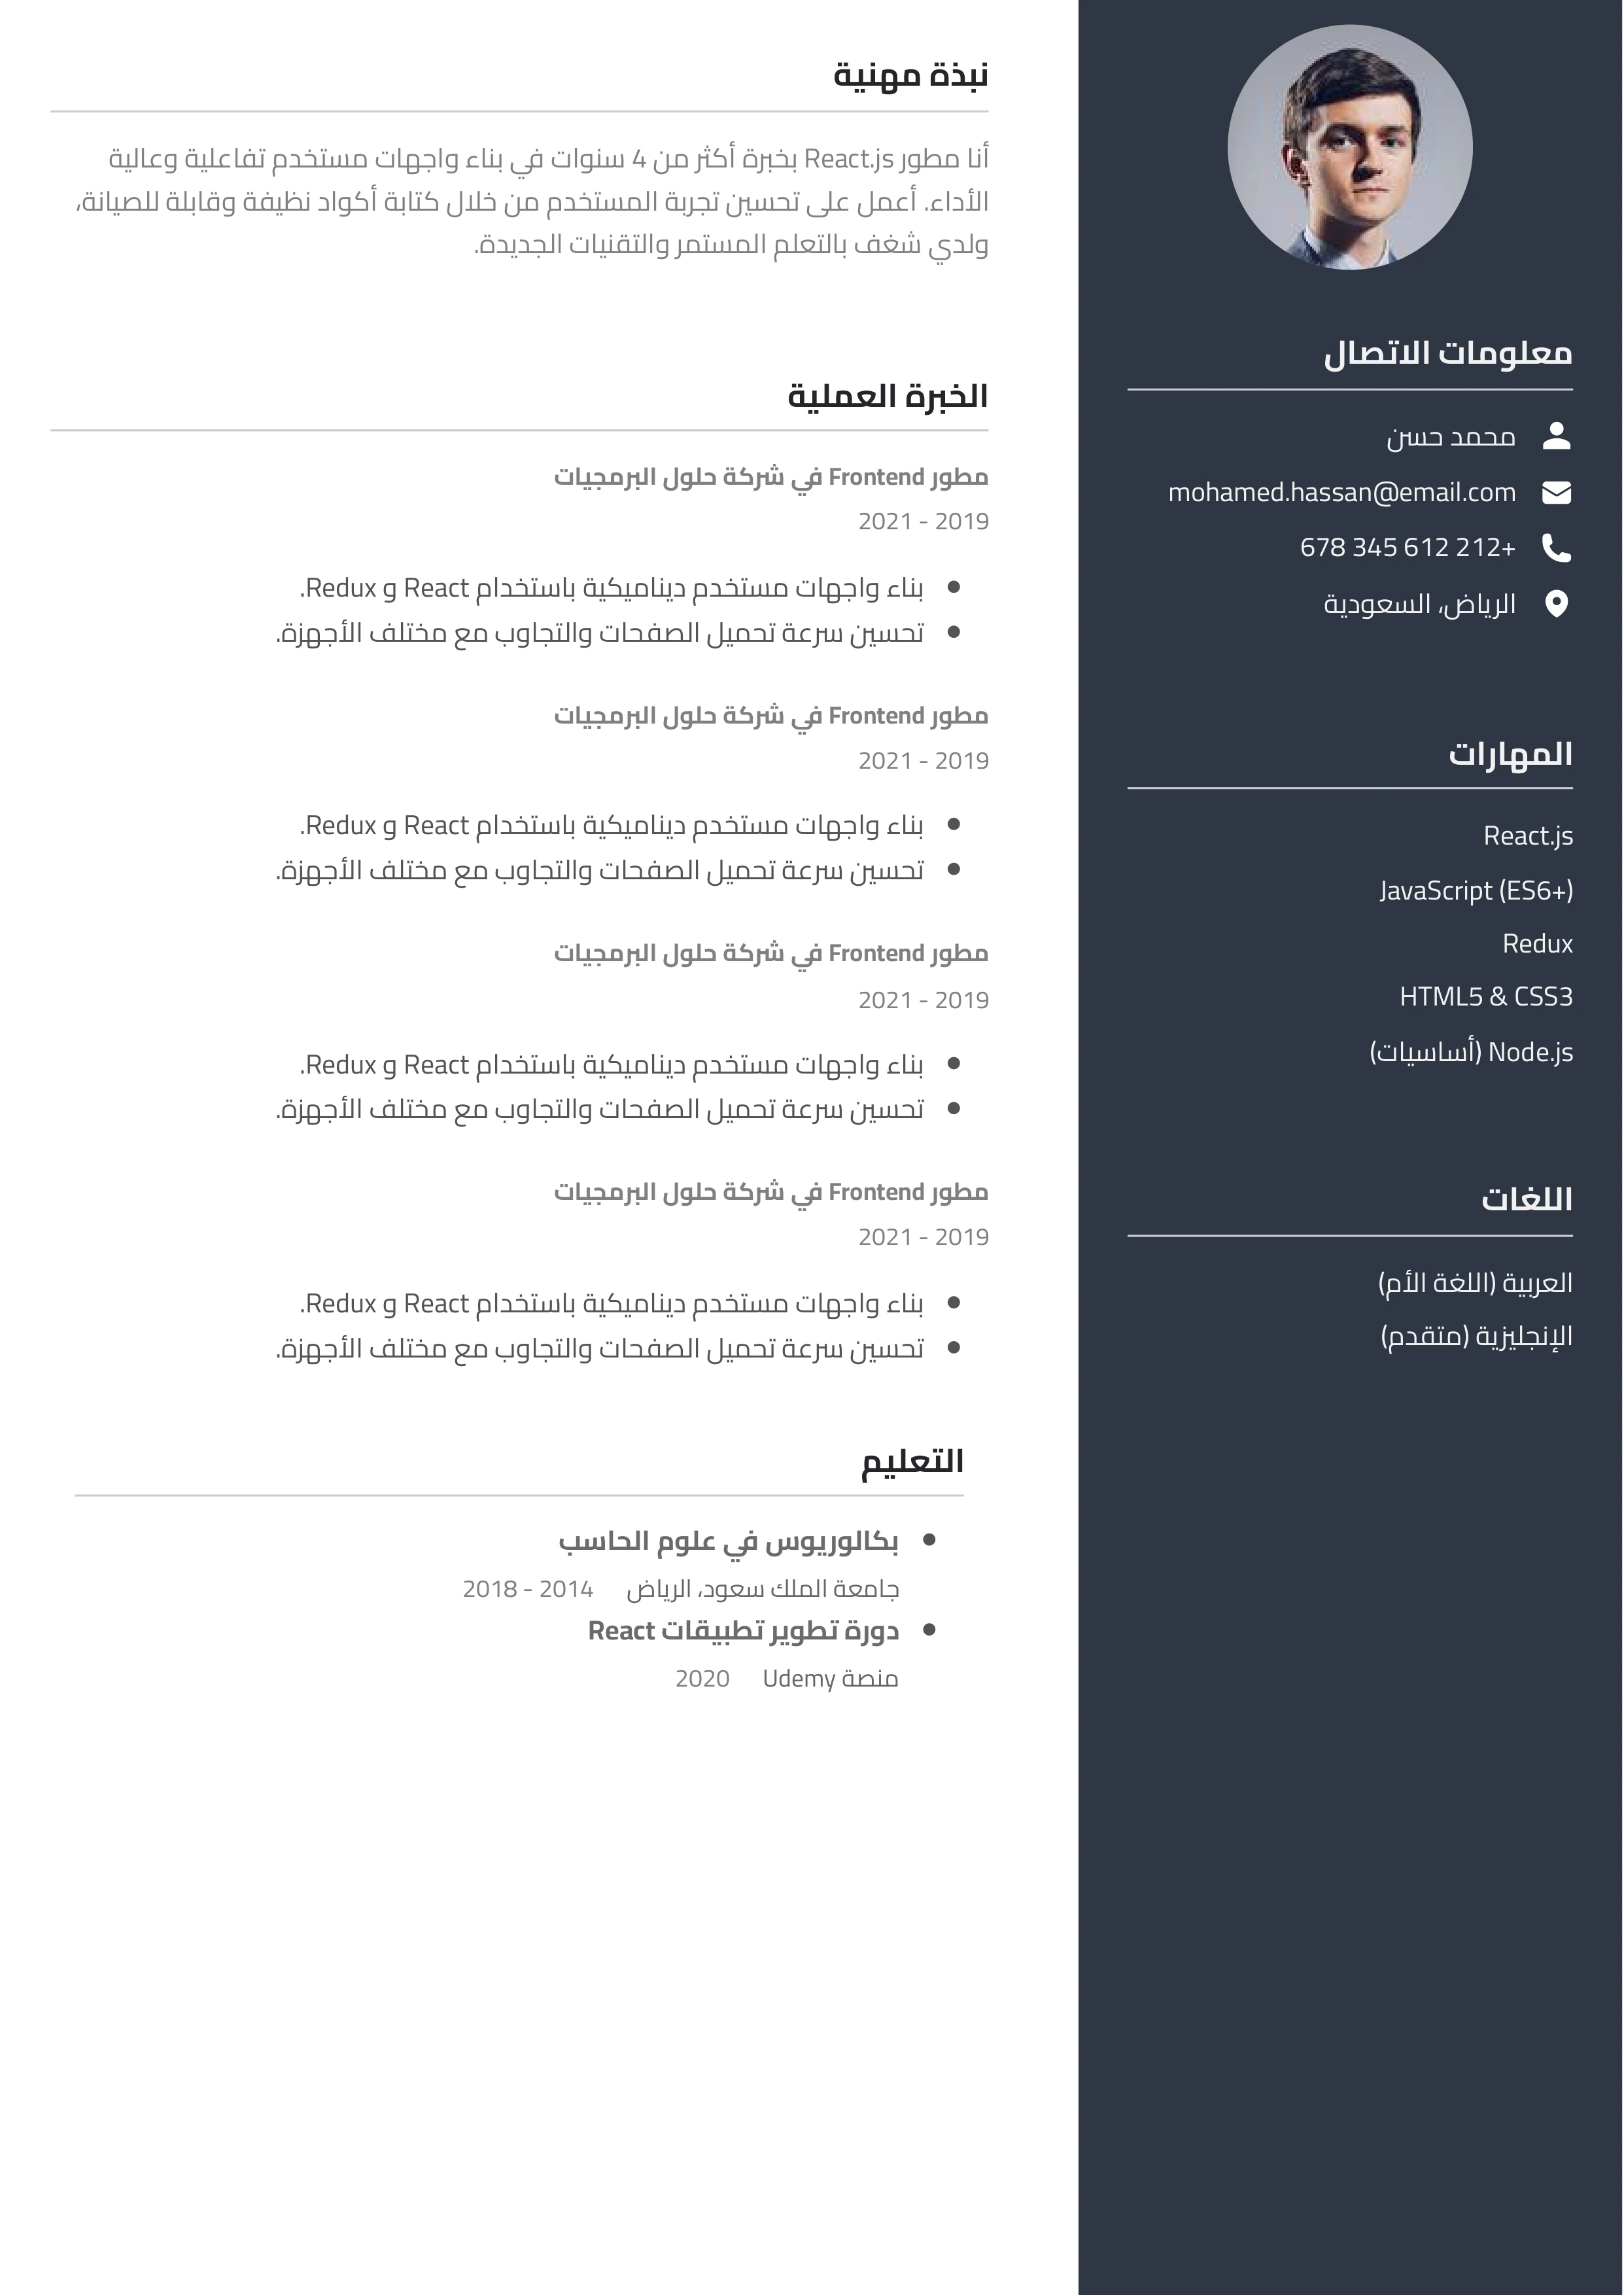 معلومات الاتصال
محمد حسن
mohamed.hassan@email.com
+212 612 345 678
الرياض، السعودية
المهارات
React.js
JavaScript (ES6+)
Redux
HTML5 & CSS3
Node.js (أساسيات)
اللغات
العربية (اللغة الأم)
الإنجليزية (متقدم)
نبذة مهنية
أنا مطور React.js بخبرة أكثر من 4 سنوات في بناء واجهات مستخدم تفاعلية وعالية
الأداء. أعمل على تحسين تجربة المستخدم من خلال كتابة أكواد نظيفة وقابلة للصيانة،
ولدي شغف بالتعلم المستمر والتقنيات الجديدة.
الخبرة العملية
مطور Frontend في شركة حلول البرمجيات
2019 - 2021
● بناء واجهات مستخدم ديناميكية باستخدام React و Redux.
● تحسين سرعة تحميل الصفحات والتجاوب مع مختلف الأجهزة.
مطور Frontend في شركة حلول البرمجيات
2019 - 2021
● بناء واجهات مستخدم ديناميكية باستخدام React و Redux.
● تحسين سرعة تحميل الصفحات والتجاوب مع مختلف الأجهزة.
مطور Frontend في شركة حلول البرمجيات
2019 - 2021
● بناء واجهات مستخدم ديناميكية باستخدام React و Redux.
● تحسين سرعة تحميل الصفحات والتجاوب مع مختلف الأجهزة.
مطور Frontend في شركة حلول البرمجيات
2019 - 2021
● بناء واجهات مستخدم ديناميكية باستخدام React و Redux.
● تحسين سرعة تحميل الصفحات والتجاوب مع مختلف الأجهزة.
التعليم
● بكالوريوس في علوم الحاسب
جامعة الملك سعود، الرياض 2014 - 2018
● دورة تطوير تطبيقات React
منصة Udemy 2020